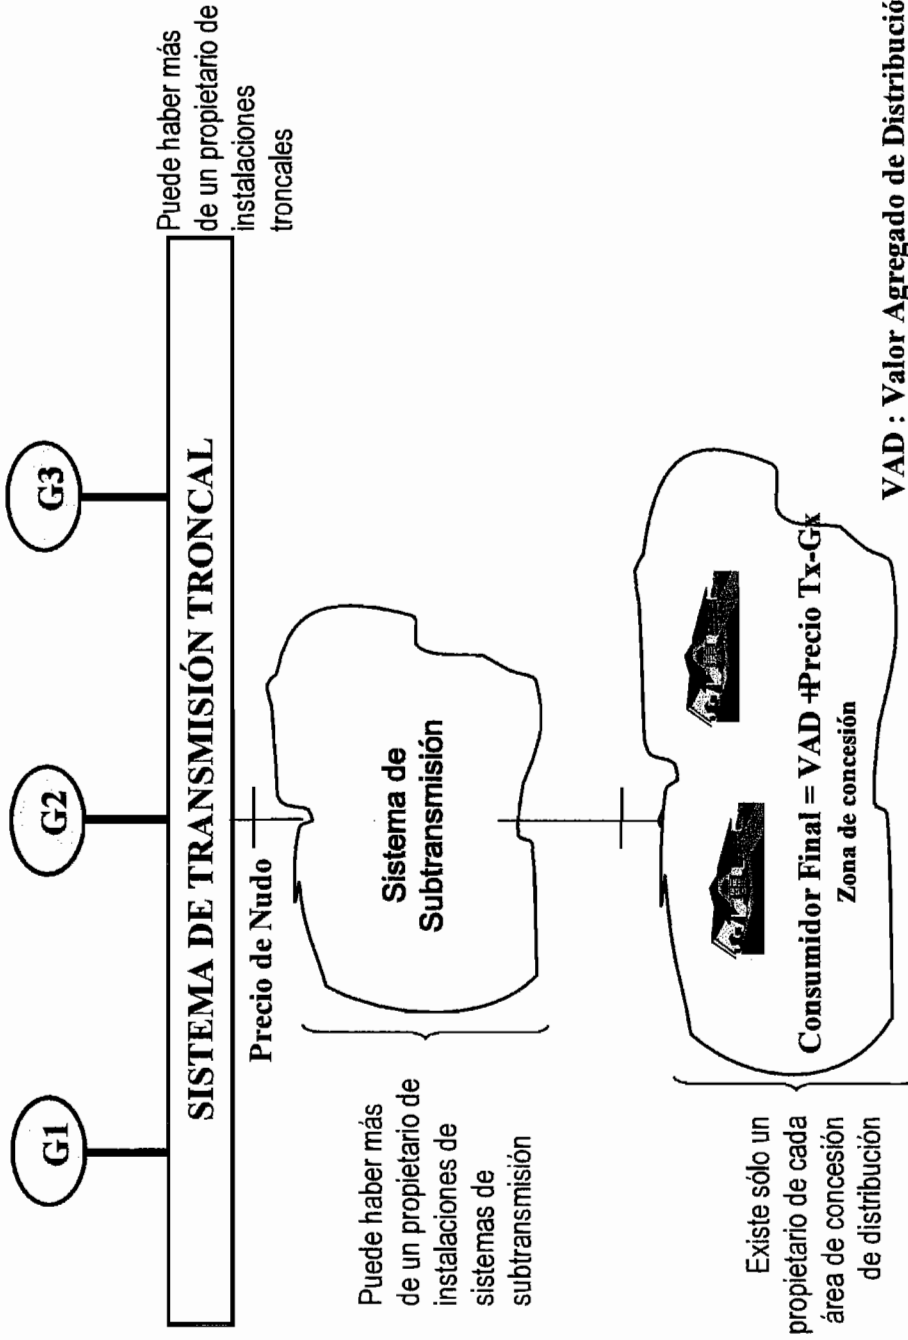 G1
G2
G3
SISTEMA DE TRANSMISIÓN TRONCAL
Puede haber más
de un propietario de
instalaciones
troncales
Precio de Nudo
Puede haber más
de un propietario de
instalaciones de
sistemas de
subtransmisión
Sistema de
Subtransmisión
Existe sólo un
propietario de cada
área de concesión
de distribución
Consumidor Final = VAD +Precio Tx-Gx
Zona de concesión
VAD : Valor Agregado de Distribució